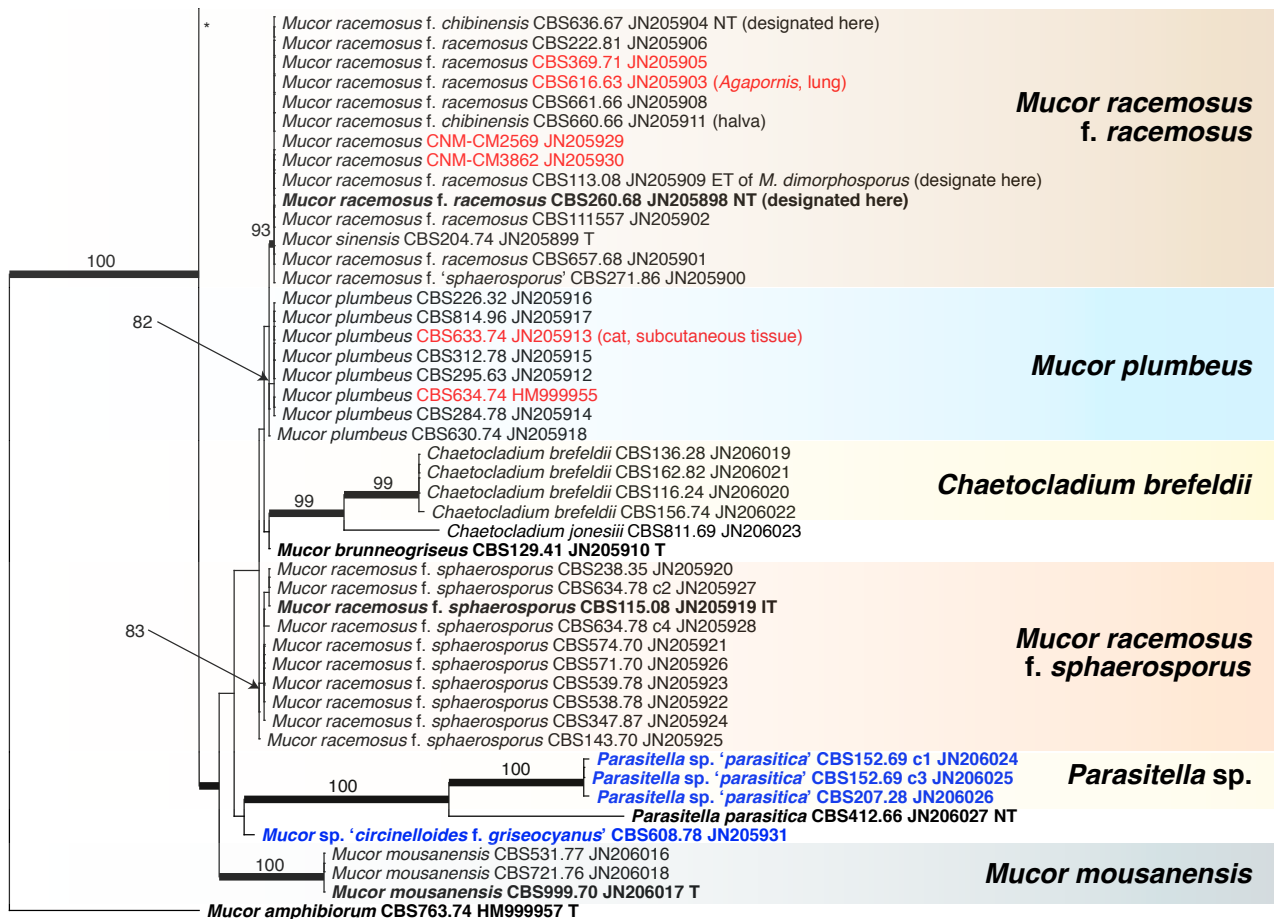 *
Mucor racemosus f. chibinensis CBS636.67 JN205904 NT (designated here)
Mucor racemosus f. racemosus CBS222.81 JN205906
Mucor racemosus f. racemosus CBS369.71 JN205905
Mucor racemosus f. racemosus CBS616.63 JN205903 (Agapornis, lung)
Mucor racemosus f. racemosus CBS661.66 JN205908
Mucor racemosus f. chibinensis CBS660.66 JN205911 (halva)
Mucor racemosus CNM-CM2569 JN205929
Mucor racemosus CNM-CM3862 JN205930
Mucor racemosus f. racemosus CBS113.08 JN205909 ET of M. dimorphosporus (designate here)
Mucor racemosus f. racemosus CBS260.68 JN205898 NT (designated here)
Mucor racemosus f. racemosus CBS111557 JN205902
Mucor sinensis CBS204.74 JN205899 T
Mucor racemosus f. racemosus CBS657.68 JN205901
Mucor racemosus f. 'sphaerosporus' CBS271.86 JN205900
Mucor racemosus
f. racemosus
93
100
Mucor plumbeus CBS226.32 JN205916
Mucor plumbeus CBS814.96 JN205917
Mucor plumbeus CBS633.74 JN205913 (cat, subcutaneous tissue)
Mucor plumbeus CBS312.78 JN205915
Mucor plumbeus CBS295.63 JN205912
Mucor plumbeus CBS634.74 HM999955
Mucor plumbeus CBS284.78 JN205914
Mucor plumbeus CBS630.74 JN205918
Mucor plumbeus
82
Chaetocladium brefeldii CBS136.28 JN206019
Chaetocladium brefeldii CBS162.82 JN206021
Chaetocladium brefeldii CBS116.24 JN206020
Chaetocladium brefeldii CBS156.74 JN206022
Chaetocladium brefeldii
99
99
Chaetocladium jonesiii CBS811.69 JN206023
Mucor brunneogriseus CBS129.41 JN205910 T
Mucor racemosus f. sphaerosporus CBS238.35 JN205920
Mucor racemosus f. sphaerosporus CBS634.78 c2 JN205927
Mucor racemosus f. sphaerosporus CBS115.08 JN205919 IT
Mucor racemosus f. sphaerosporus CBS634.78 c4 JN205928
Mucor racemosus f. sphaerosporus CBS574.70 JN205921
Mucor racemosus f. sphaerosporus CBS571.70 JN205926
Mucor racemosus f. sphaerosporus CBS539.78 JN205923
Mucor racemosus f. sphaerosporus CBS538.78 JN205922
Mucor racemosus f. sphaerosporus CBS347.87 JN205924
Mucor racemosus f. sphaerosporus CBS143.70 JN205925
Mucor racemosus
f. sphaerosporus
83
Parasitella sp. 'parasitica' CBS152.69 c1 JN206024
Parasitella sp. 'parasitica' CBS152.69 c3 JN206025
Parasitella sp. 'parasitica' CBS207.28 JN206026
Parasitella sp.
100
100
Parasitella parasitica CBS412.66 JN206027 NT
Mucor sp. 'circinelloides f. griseocyanus' CBS608.78 JN205931
Mucor mousanensis CBS531.77 JN206016
Mucor mousanensis CBS721.76 JN206018
Mucor mousanensis CBS999.70 JN206017 T
Mucor mousanensis
100
Mucor amphibiorum CBS763.74 HM999957 T